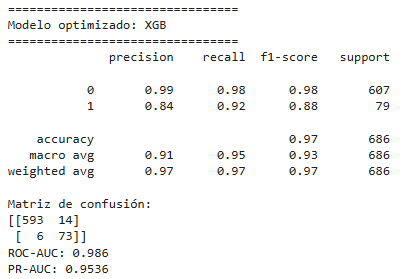 ================================
Modelo optimizado: XGB
================================
              precision    recall  f1-score   support

           0       0.99      0.98      0.98       607
           1       0.84      0.92      0.88        79

    accuracy                           0.97       686
   macro avg       0.91      0.95      0.93       686
weighted avg       0.97      0.97      0.97       686

Matriz de confusión:
[[593  14]
 [  6  73]]
ROC-AUC: 0.986
PR-AUC: 0.9536